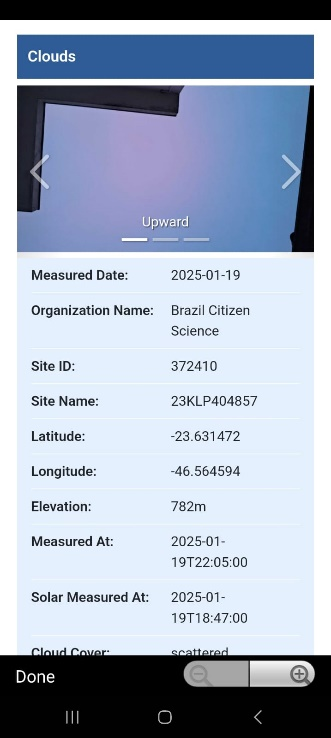 Clouds
Upward
Measured Date: 2025-01-19
Organization Name: Brazil Citizen
Science
Site ID: 372410
Site Name: 23KLP404857
Latitude: -23.631472
Longitude: -46.564594
Elevation: 782m
Measured At: 2025-01-
19T22:05:00
Solar Measured At: 2025-01-
19T18:47:00
Cloud Cover: scattered
Done